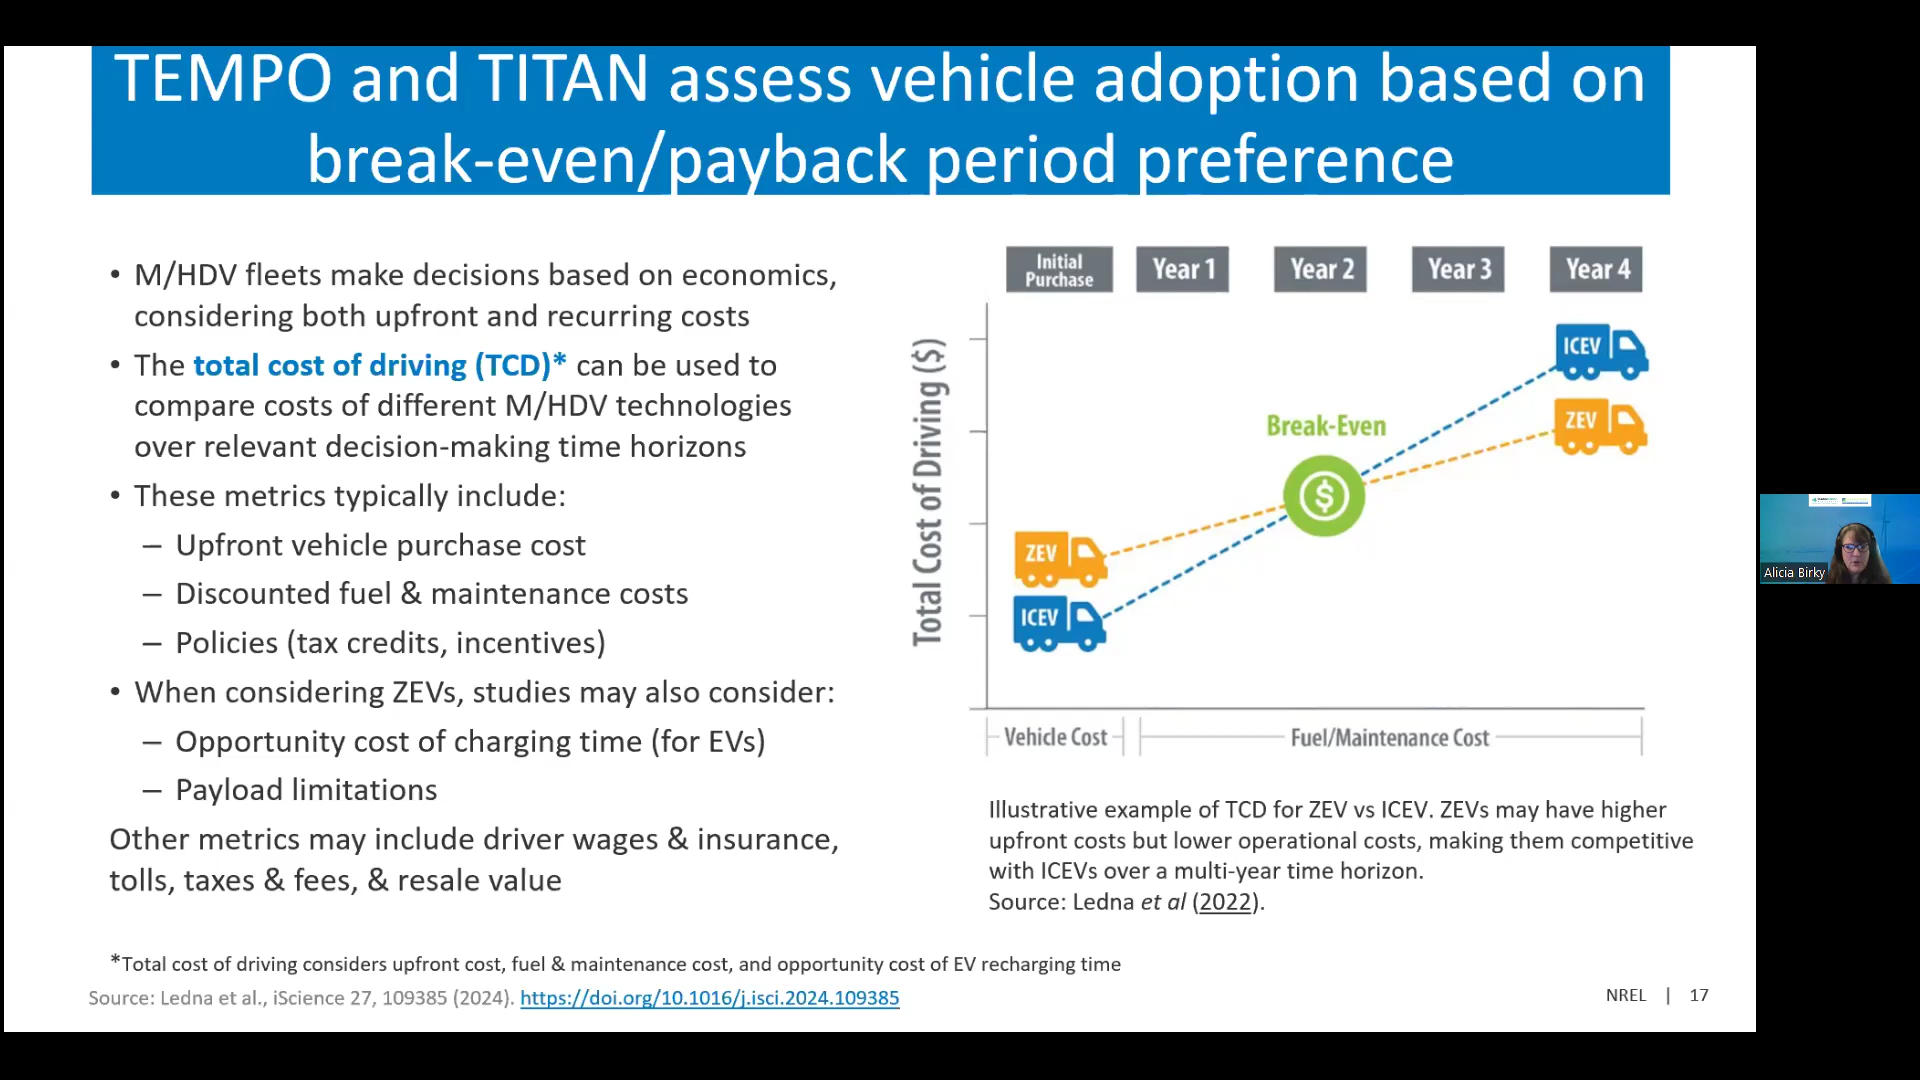 TEMPO and TITAN assess vehicle adoption based on
break-even/payback period preference
• M/HDV fleets make decisions based on economics,
considering both upfront and recurring costs
• The total cost of driving (TCD)* can be used to
compare costs of different M/HDV technologies
over relevant decision-making time horizons
• These metrics typically include:
– Upfront vehicle purchase cost
– Discounted fuel & maintenance costs
– Policies (tax credits, incentives)
• When considering ZEVs, studies may also consider:
– Opportunity cost of charging time (for EVs)
– Payload limitations
Other metrics may include driver wages & insurance,
tolls, taxes & fees, & resale value
Initial
Purchase
Year 1
Year 2
Year 3
Year 4
Total Cost of Driving ($)
ICEV
ZEV
Break-Even
$
ZEV
ICEV
Vehicle Cost
Fuel/Maintenance Cost
Illustrative example of TCD for ZEV vs ICEV. ZEVs may have higher
upfront costs but lower operational costs, making them competitive
with ICEVs over a multi-year time horizon.
Source: Ledna et al (2022).
*Total cost of driving considers upfront cost, fuel & maintenance cost, and opportunity cost of EV recharging time
Source: Ledna et al., iScience 27, 109385 (2024). https://doi.org/10.1016/j.isci.2024.109385
NREL | 17
Alicia Birky